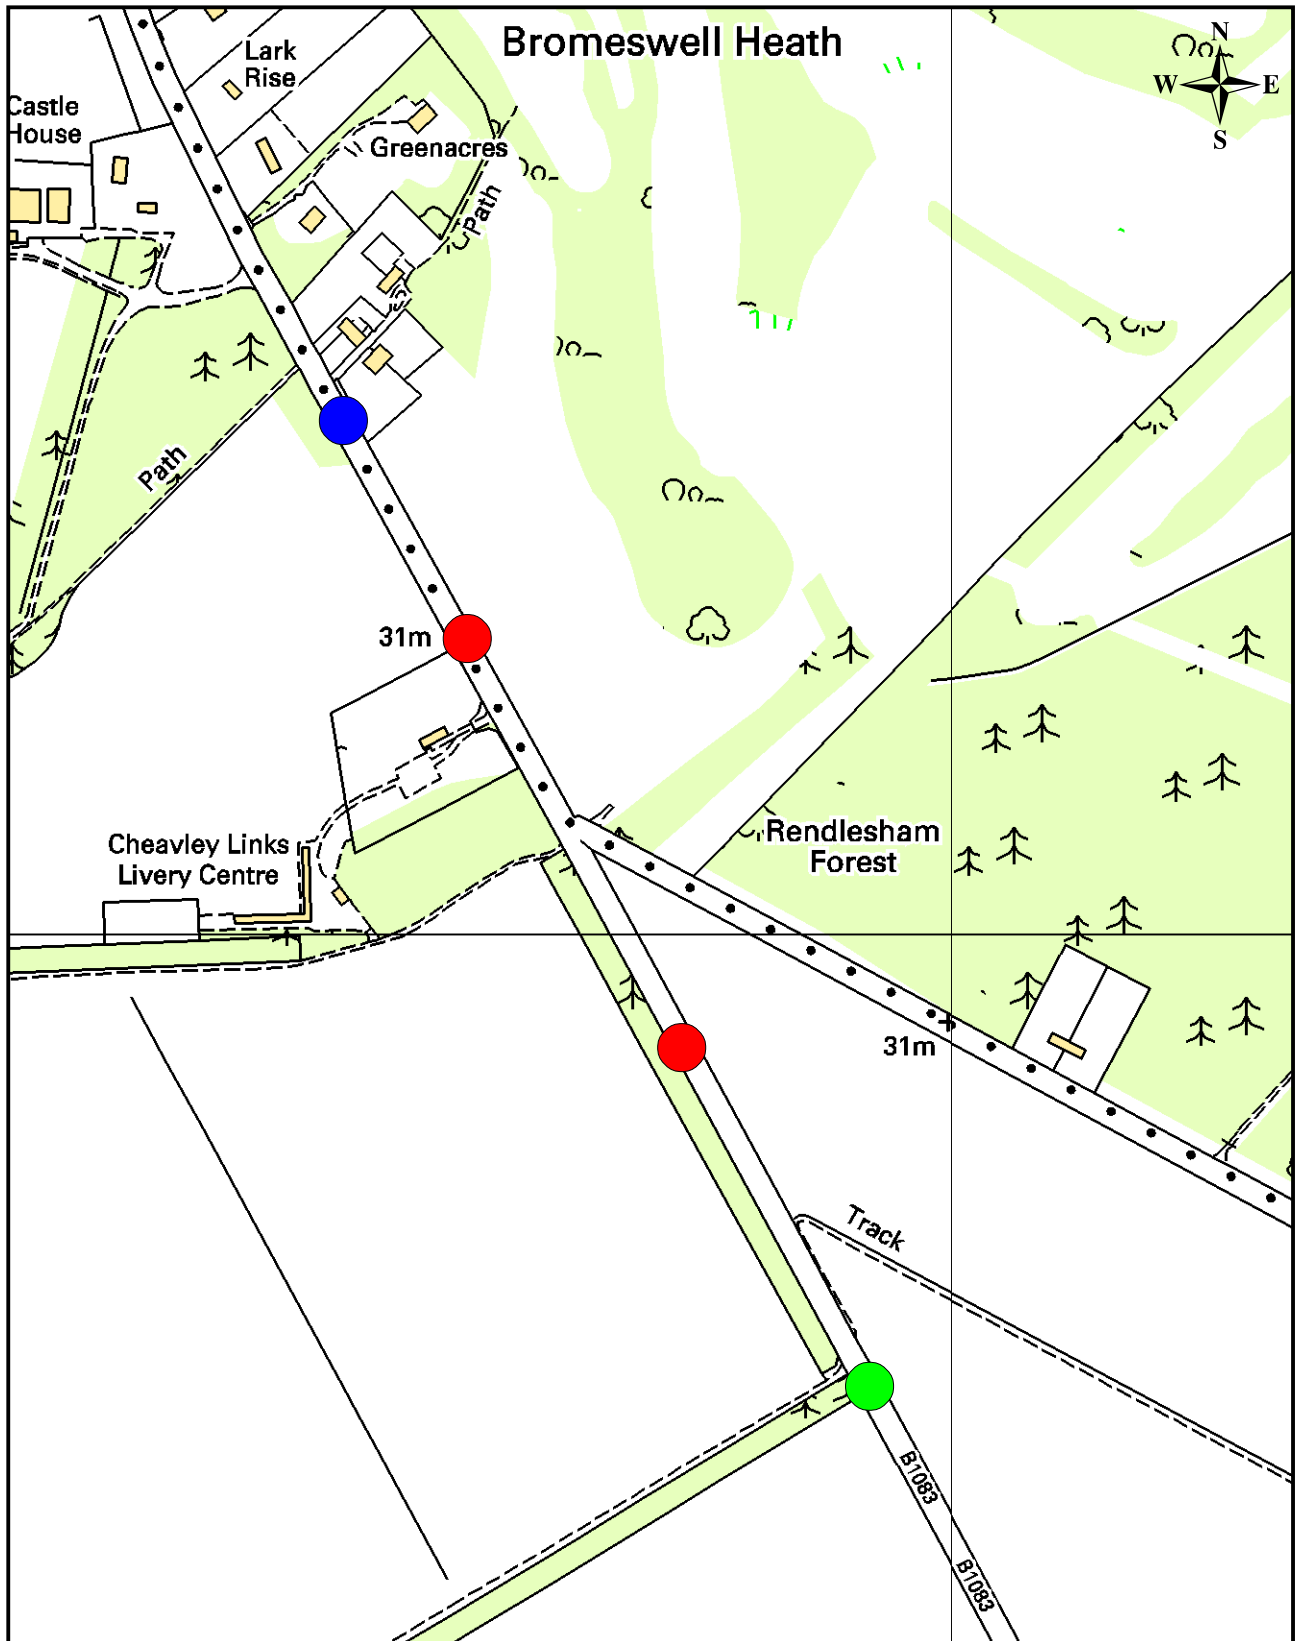 Bromeswell Heath
N
W E
S
Lark
Rise
Castle
House
Greenacres
Path
Path
31m
Cheavley Links
Livery Centre
Rendlesham
Forest
31m
Track
B1083
B1083